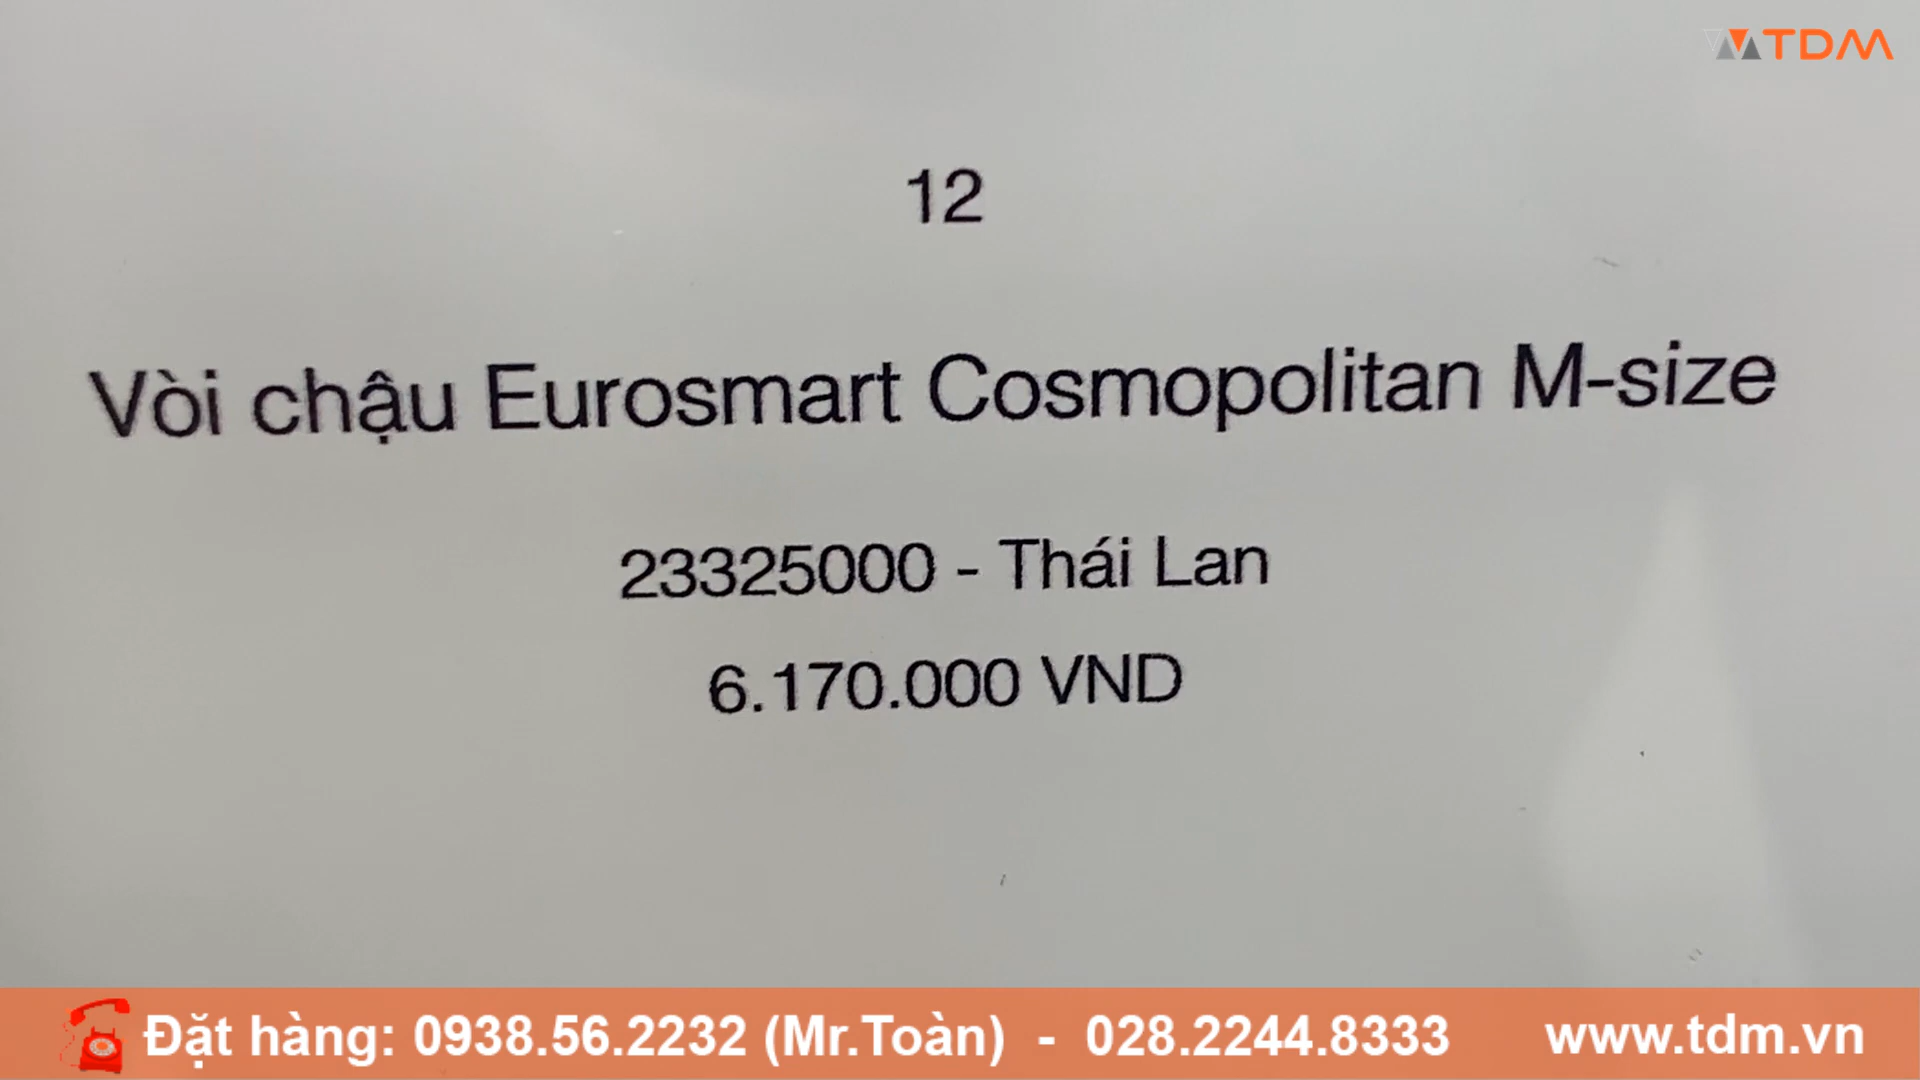 TDM
12
Vòi chậu Eurosmart Cosmopolitan M-size
23325000 - Thái Lan
6.170.000 VND
Đặt hàng: 0938.56.2232 (Mr.Toàn) - 028.2244.8333 www.tdm.vn